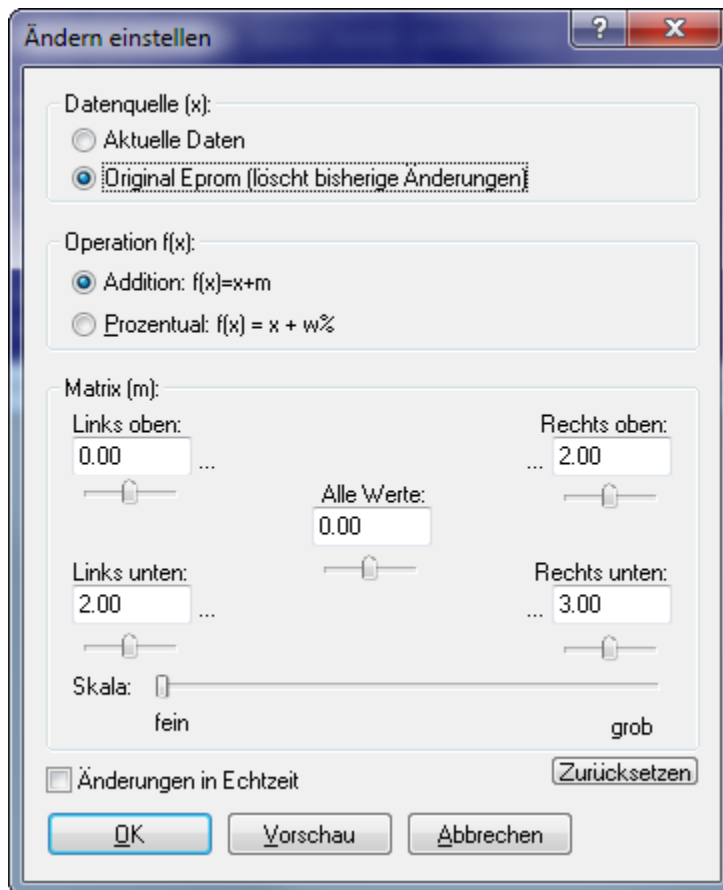 Ändern einstellen
?
X
Datenquelle (x):
Aktuelle Daten
Original Eprom (löscht bisherige Änderungen)
Operation f(x):
Addition: f(x)=x+m
Prozentual: f(x) = x + w%
Matrix (m):
Links oben:
0.00 ...
Rechts oben:
... 2.00
Alle Werte:
0.00
Links unten:
2.00 ...
Rechts unten:
... 3.00
Skala:
fein
grob
Änderungen in Echtzeit
Zurücksetzen
OK
Vorschau
Abbrechen